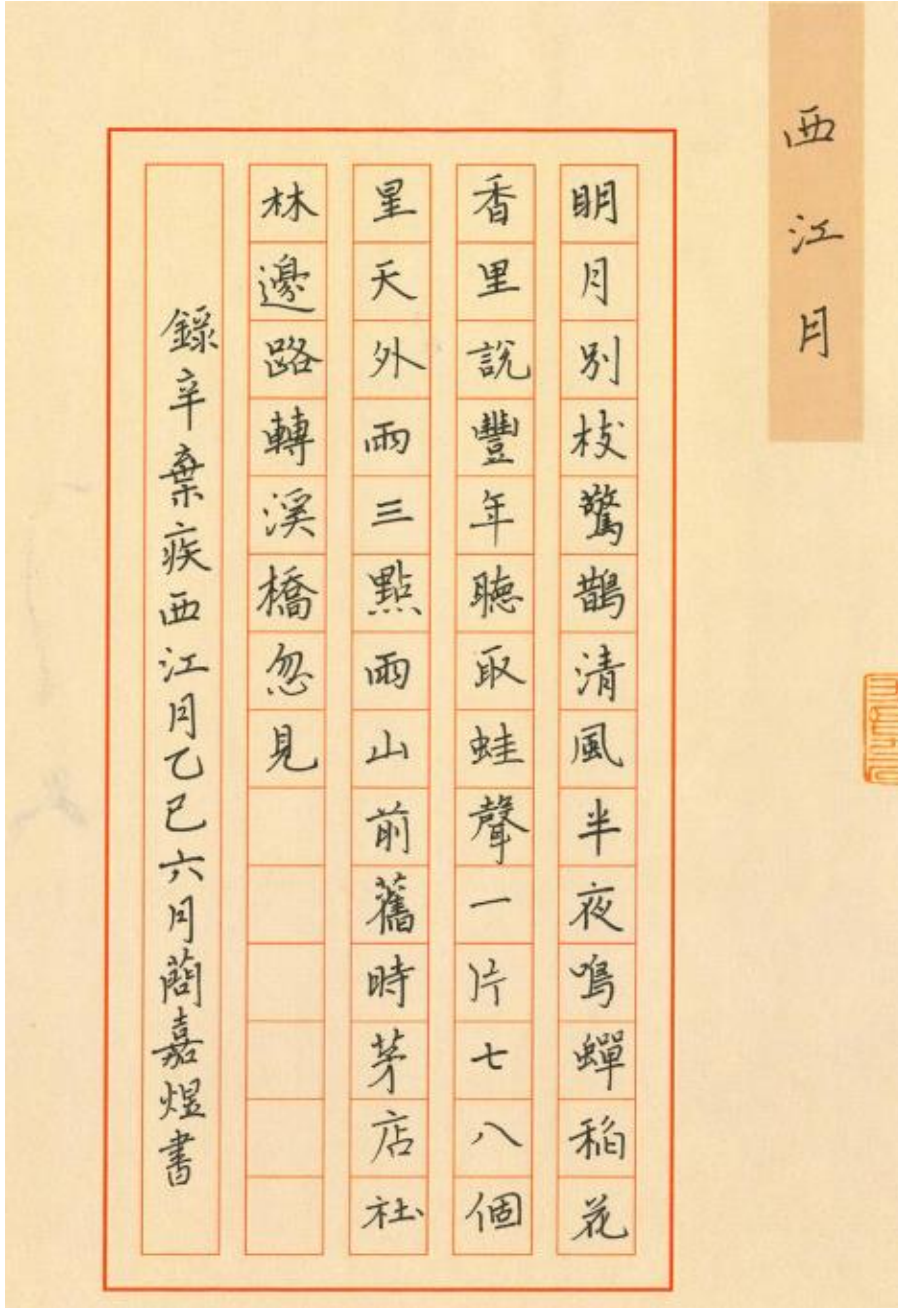 西江月
明月別枝驚鵲清風半夜鳴蟬稻花
香里說豐年聽取蛙聲一片七八個
星天外兩三點雨山前舊時茅店社
林邊路轉溪橋忽見
錄辛棄疾西江月乙巳六月蔄嘉煜書